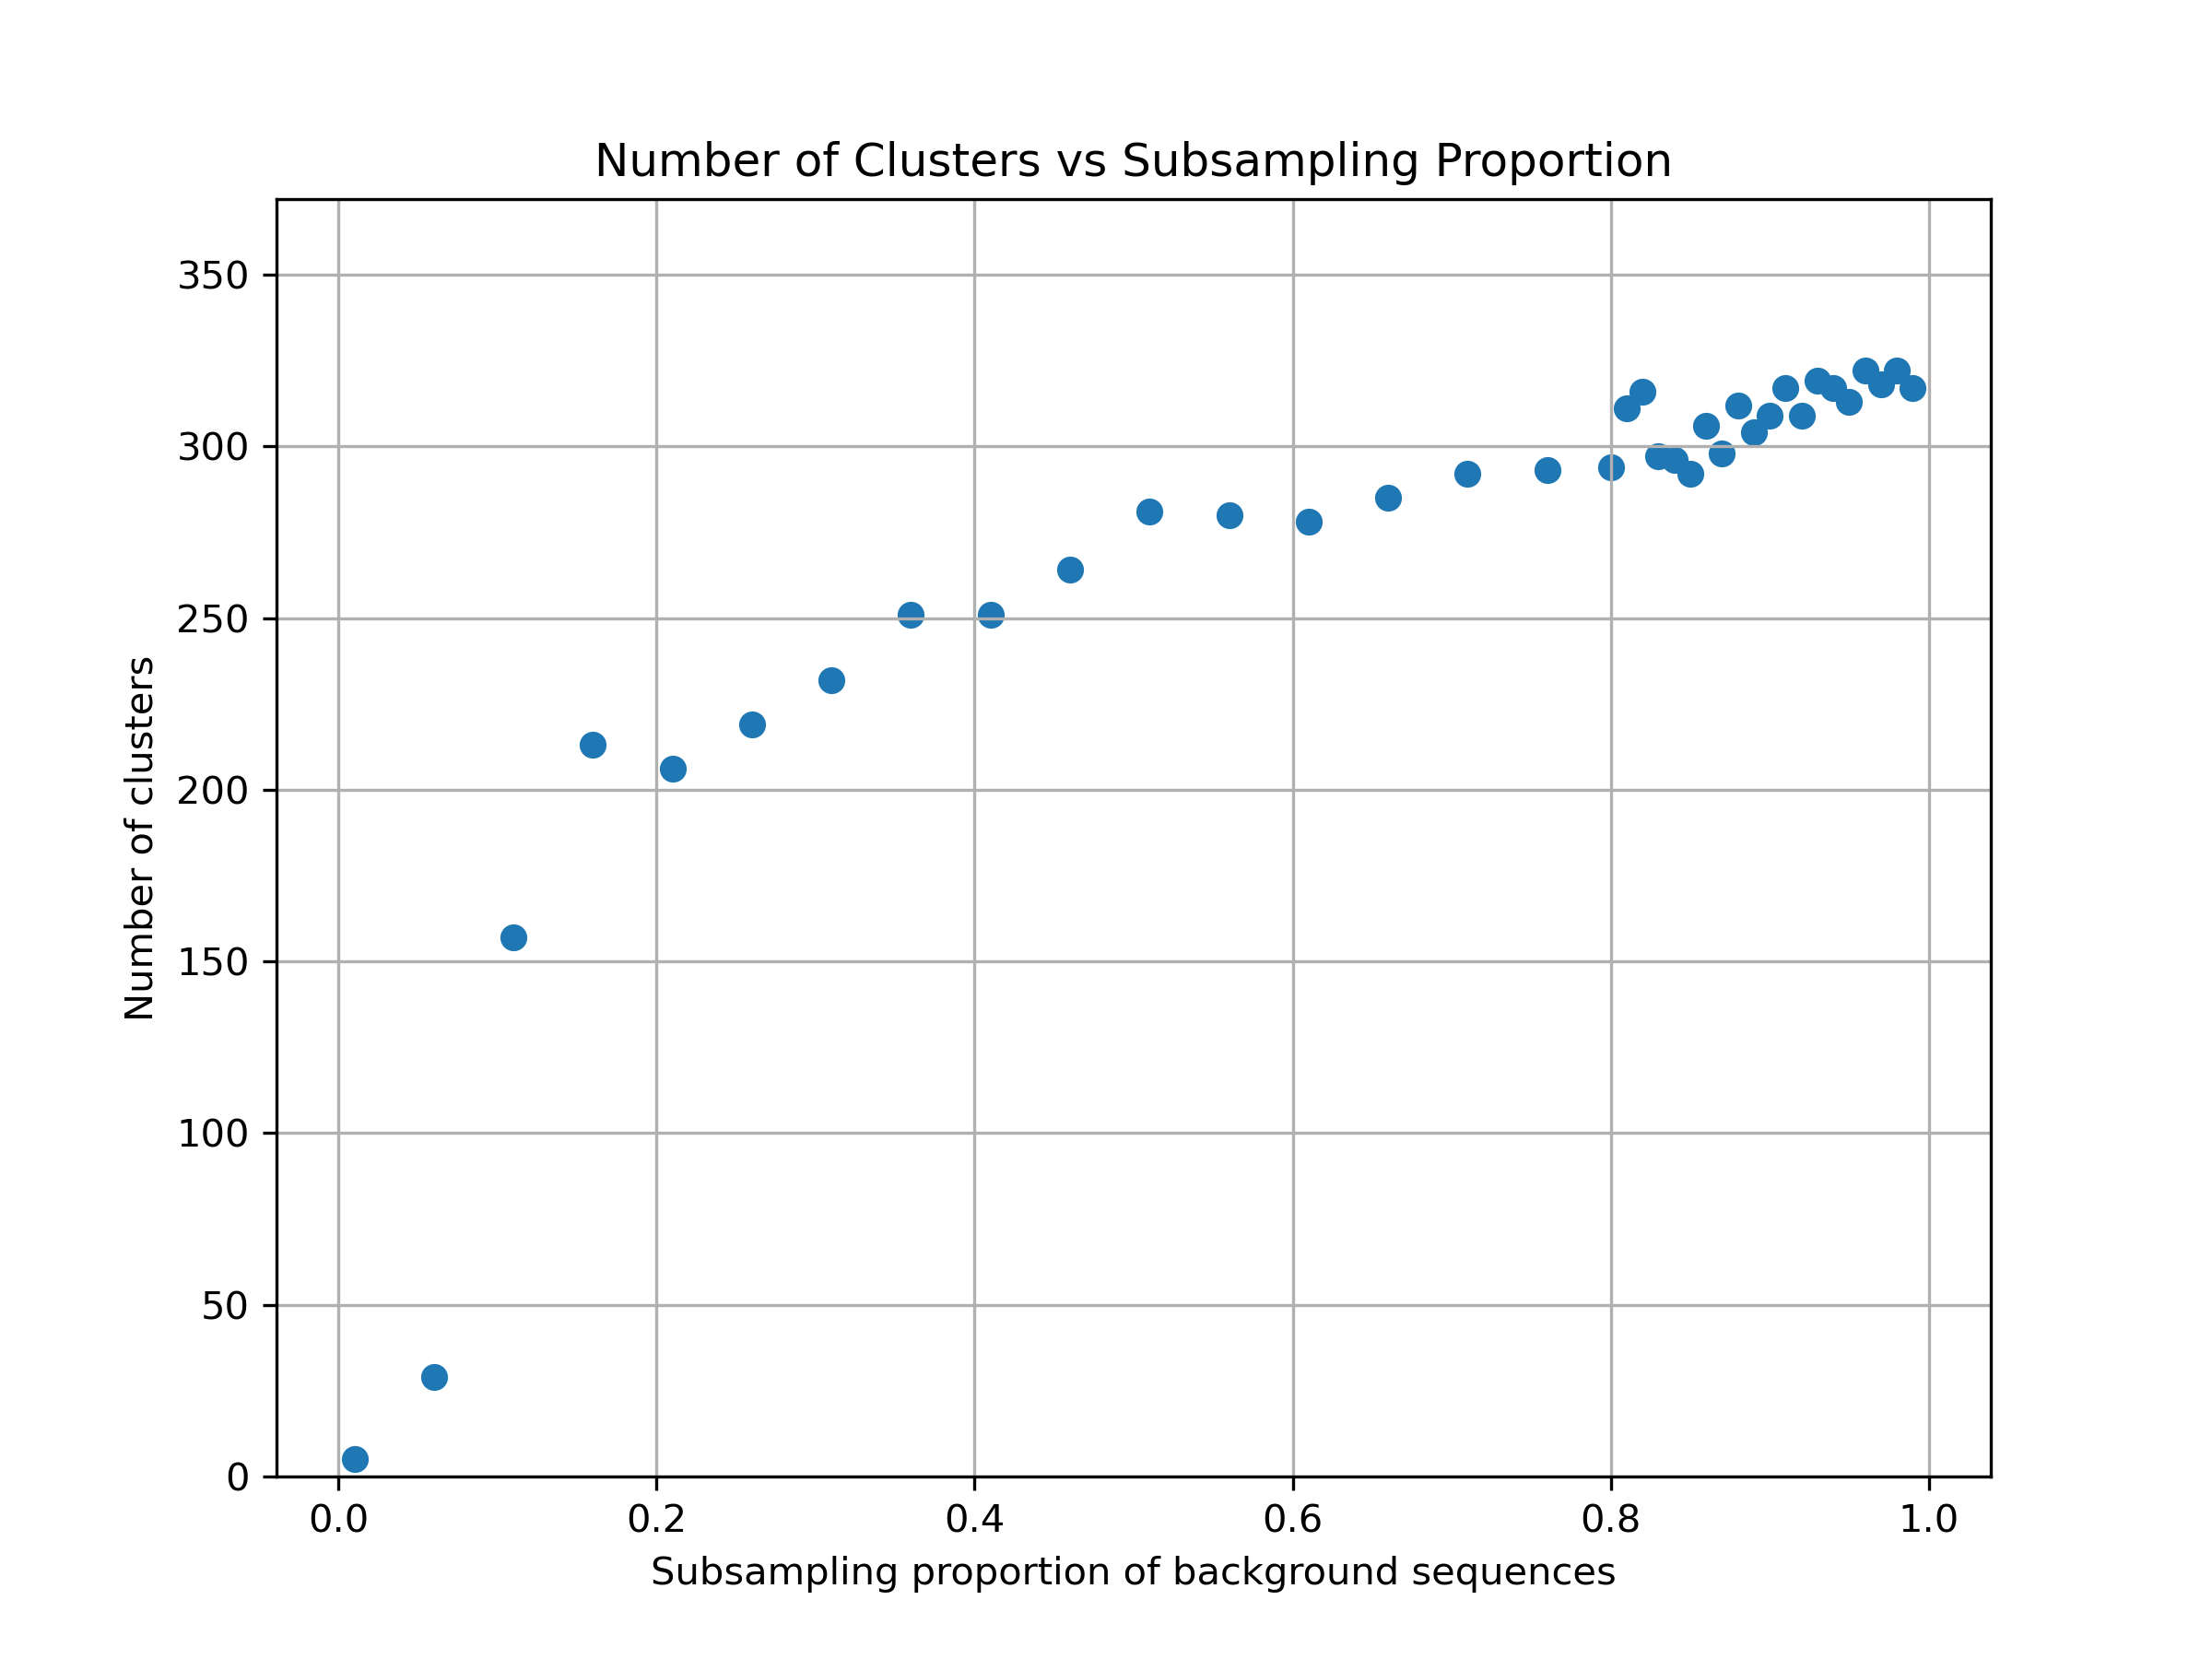 Number of Clusters vs Subsampling Proportion
350
300
250
200
150
100
50
0
Number of clusters
0.0 0.2 0.4 0.6 0.8 1.0
Subsampling proportion of background sequences